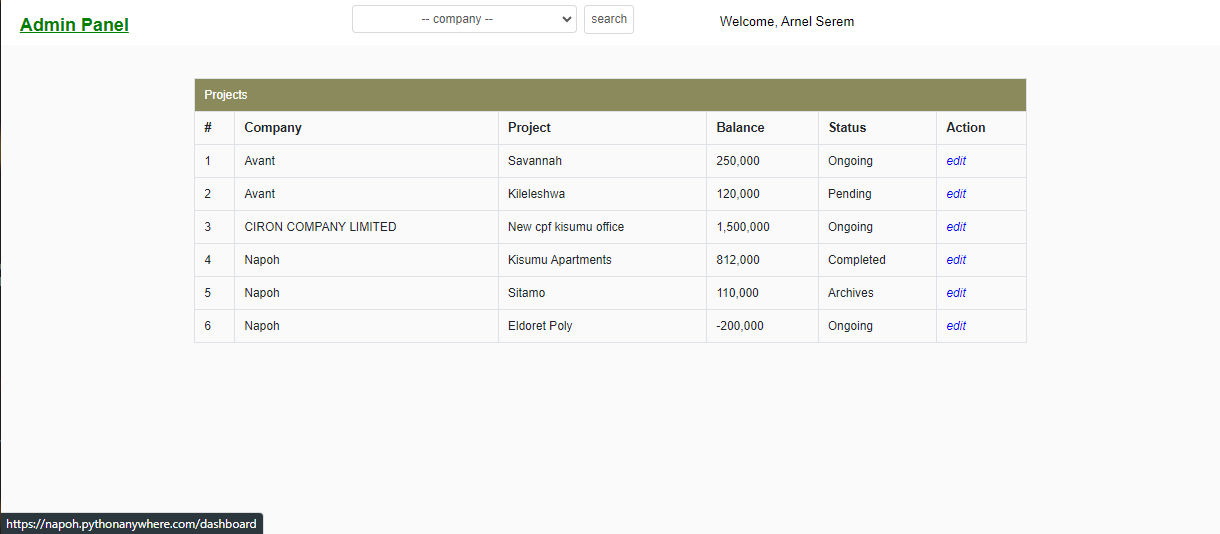 Admin Panel -- company -- search Welcome, Arnel Serem
Projects
# Company Project Balance Status Action
1 Avant Savannah 250,000 Ongoing edit
2 Avant Kileleshwa 120,000 Pending edit
3 CIRON COMPANY LIMITED New cpf kisumu office 1,500,000 Ongoing edit
4 Napoh Kisumu Apartments 812,000 Completed edit
5 Napoh Sitamo 110,000 Archives edit
6 Napoh Eldoret Poly -200,000 Ongoing edit
https://napoh.pythonanywhere.com/dashboard